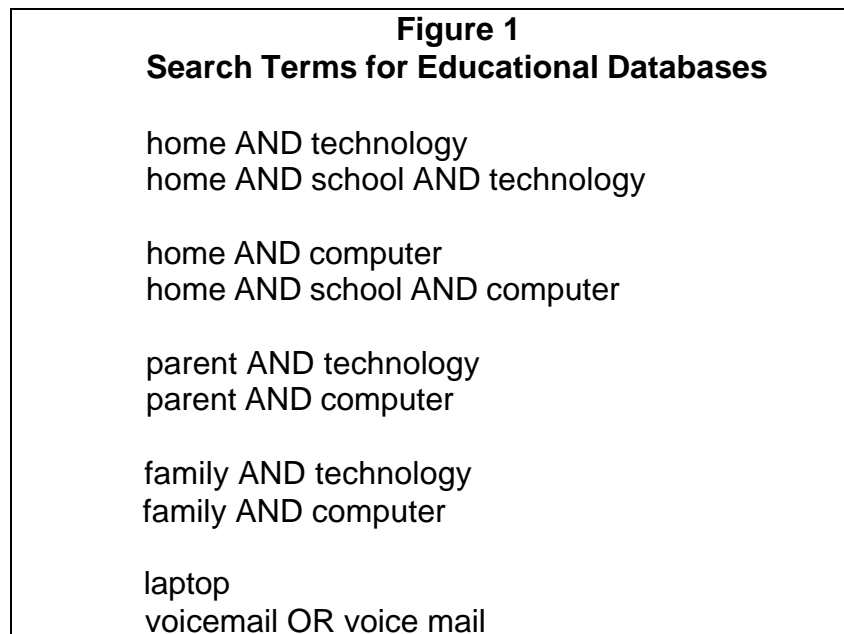 Figure 1
Search Terms for Educational Databases
home AND technology
home AND school AND technology
home AND computer
home AND school AND computer
parent AND technology
parent AND computer
family AND technology
family AND computer
laptop
voicemail OR voice mail